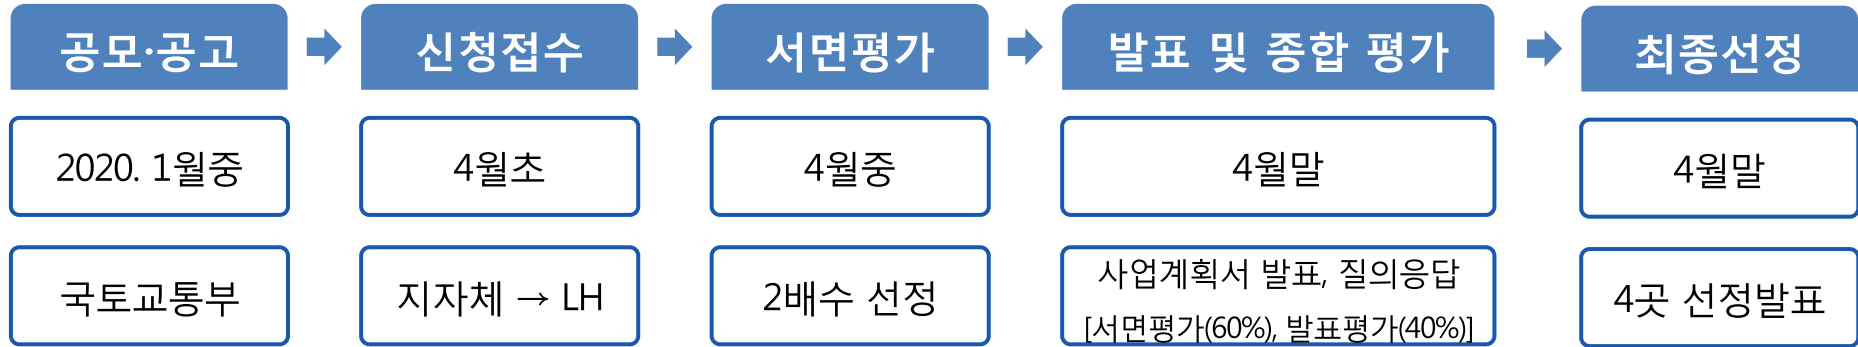 공모·공고
신청접수
서면평가
발표 및 종합 평가
최종선정
2020. 1월중
4월초
4월중
4월말
4월말
국토교통부
지자체 → LH
2배수 선정
사업계획서 발표, 질의응답
[서면평가(60%), 발표평가(40%)]
4곳 선정발표